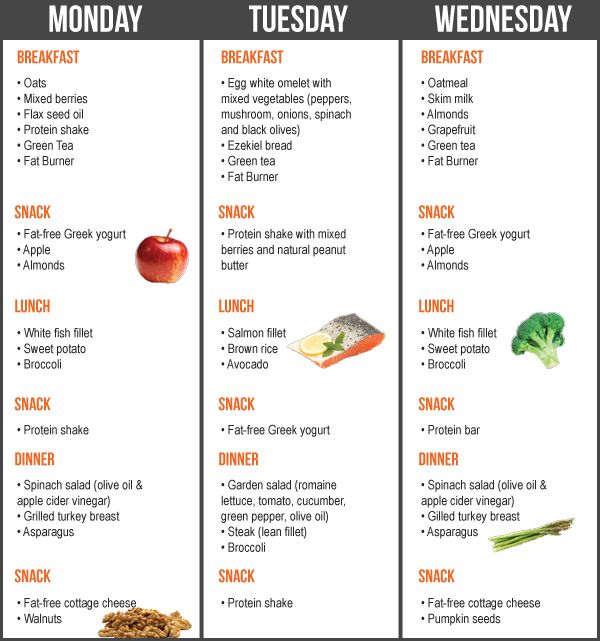 MONDAY
BREAKFAST
• Oats
• Mixed berries
• Flax seed oil
• Protein shake
• Green Tea
• Fat Burner
SNACK
• Fat-free Greek yogurt
• Apple
• Almonds
LUNCH
• White fish fillet
• Sweet potato
• Broccoli
SNACK
• Protein shake
DINNER
• Spinach salad (olive oil &
apple cider vinegar)
• Grilled turkey breast
• Asparagus
SNACK
• Fat-free cottage cheese
• Walnuts
TUESDAY
BREAKFAST
• Egg white omelet with
mixed vegetables (peppers,
mushroom, onions, spinach
and black olives)
• Ezekiel bread
• Green tea
• Fat Burner
SNACK
• Protein shake with mixed
berries and natural peanut
butter
LUNCH
• Salmon fillet
• Brown rice
• Avocado
SNACK
• Fat-free Greek yogurt
DINNER
• Garden salad (romaine
lettuce, tomato, cucumber,
green pepper, olive oil)
• Steak (lean fillet)
• Broccoli
SNACK
• Protein shake
WEDNESDAY
BREAKFAST
• Oatmeal
• Skim milk
• Almonds
• Grapefruit
• Green tea
• Fat Burner
SNACK
• Fat-free Greek yogurt
• Apple
• Almonds
LUNCH
• White fish fillet
• Sweet potato
• Broccoli
SNACK
• Protein bar
DINNER
• Spinach salad (olive oil &
apple cider vinegar)
• Grilled turkey breast
• Asparagus
SNACK
• Fat-free cottage cheese
• Pumpkin seeds